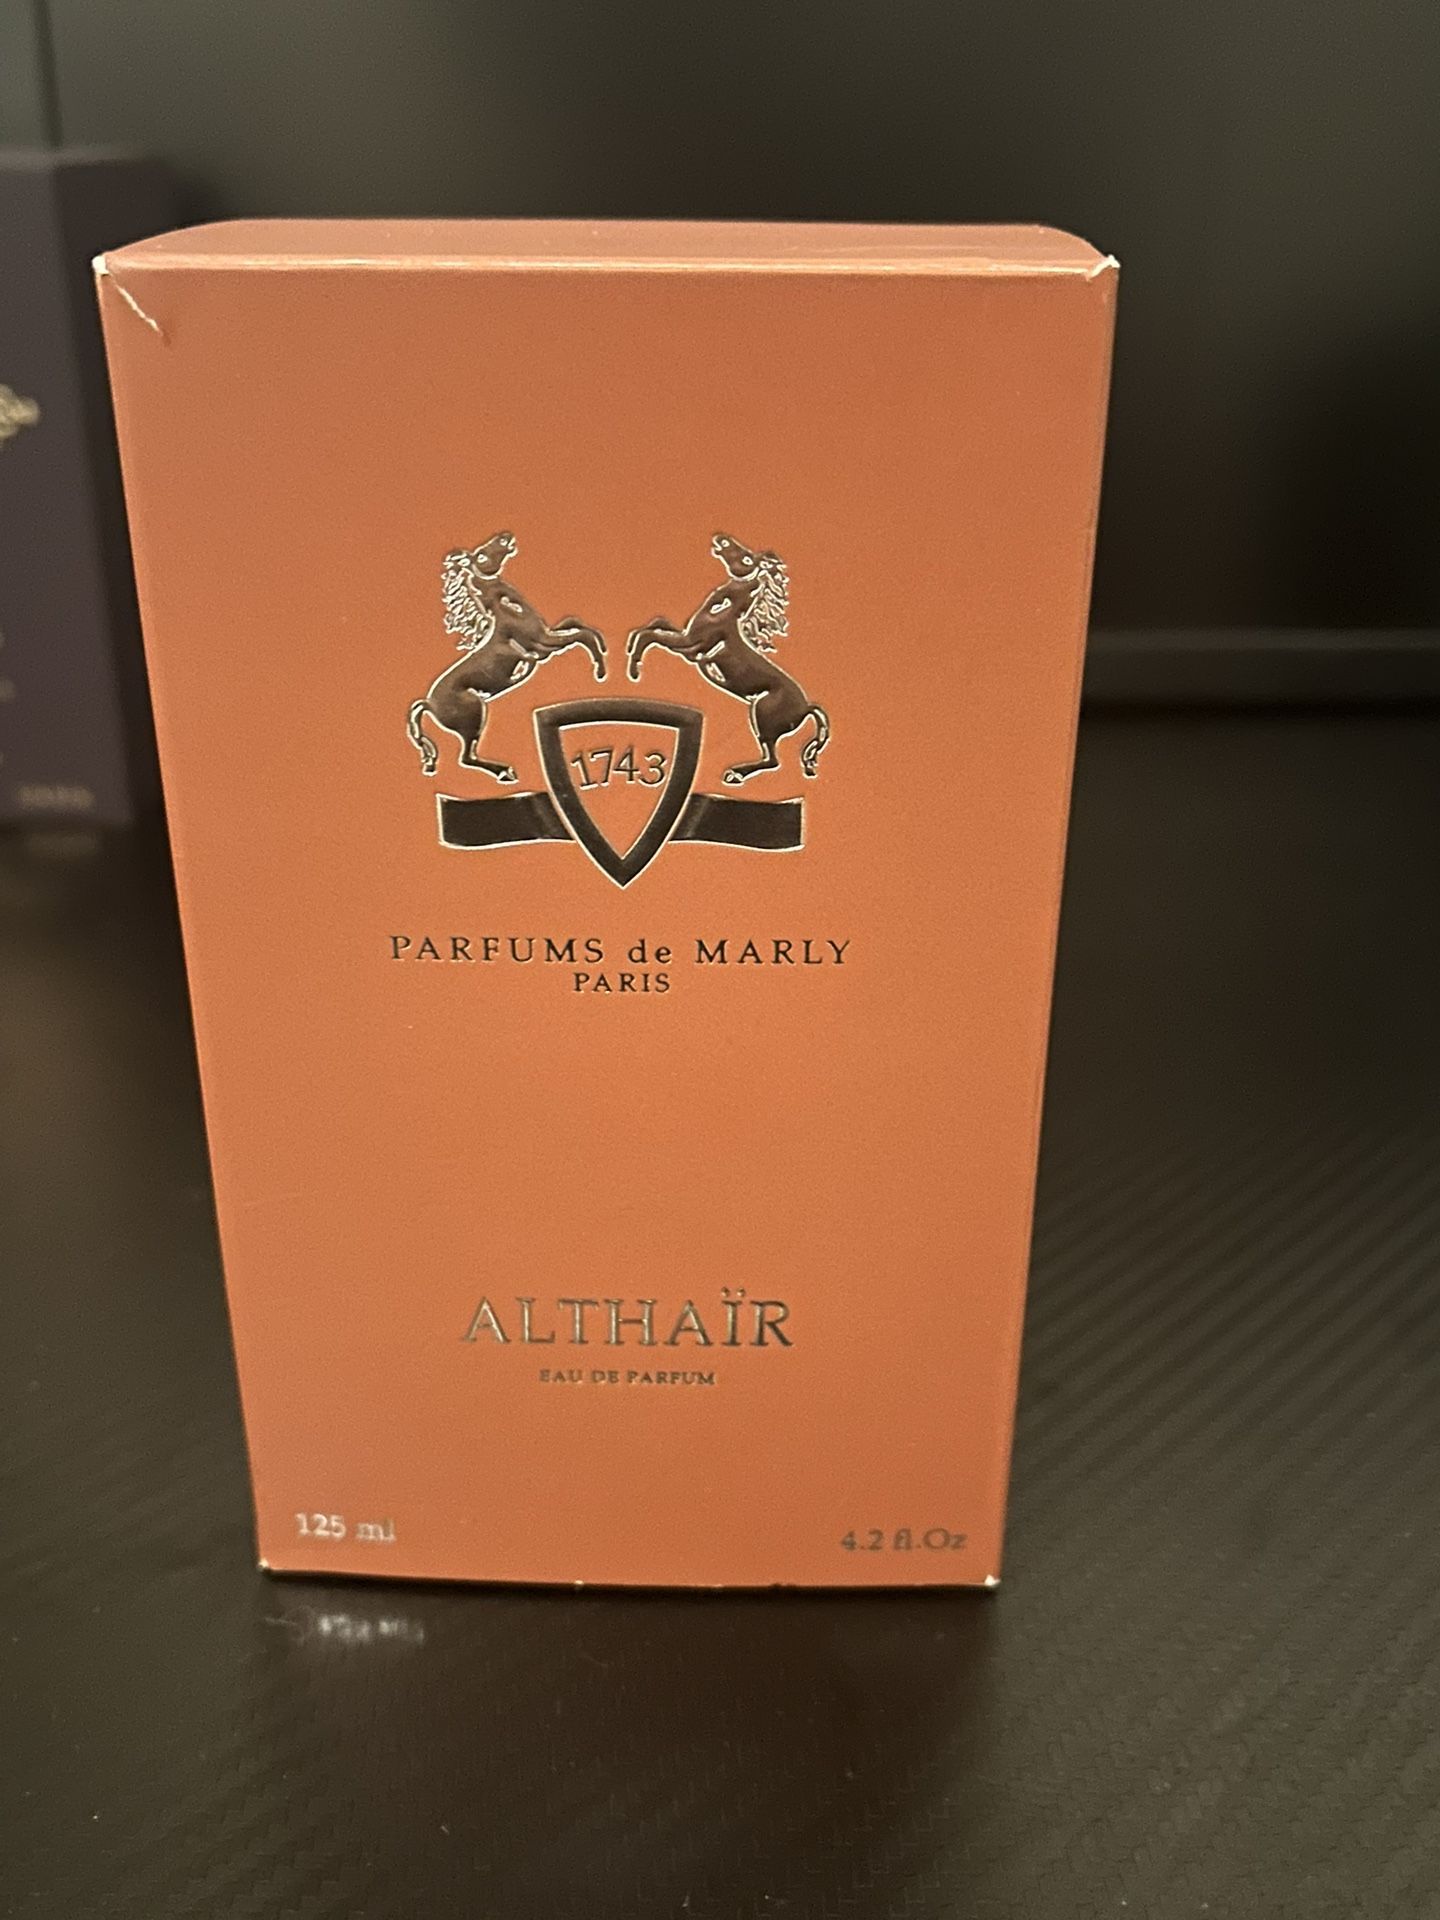 1743
PARFUMS de MARLY
PARIS
ALTHAÏR
EAU DE PARFUM
125 ml
4.2 fl.Oz